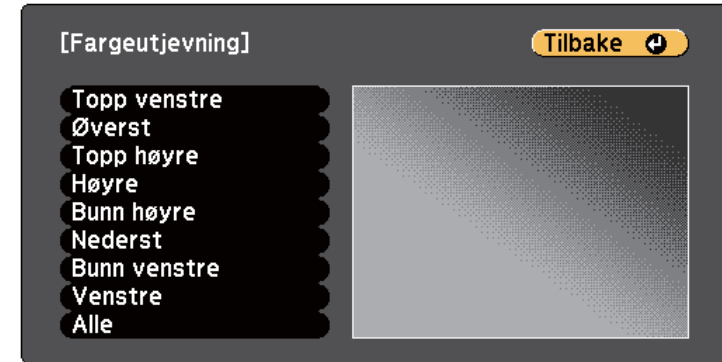 [Fargeutjevning]
Tilbake
Topp venstre
Øverst
Topp høyre
Høyre
Bunn høyre
Nederst
Bunn venstre
Venstre
Alle